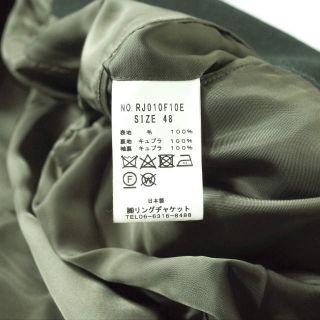 NO.RJ010F10E
SIZE 48
表地 毛 100%
裏地 キュプラ 100%
袖裏 キュプラ 100%
F W
日本製
㈱リングヂャケット
TEL06-6316-8488